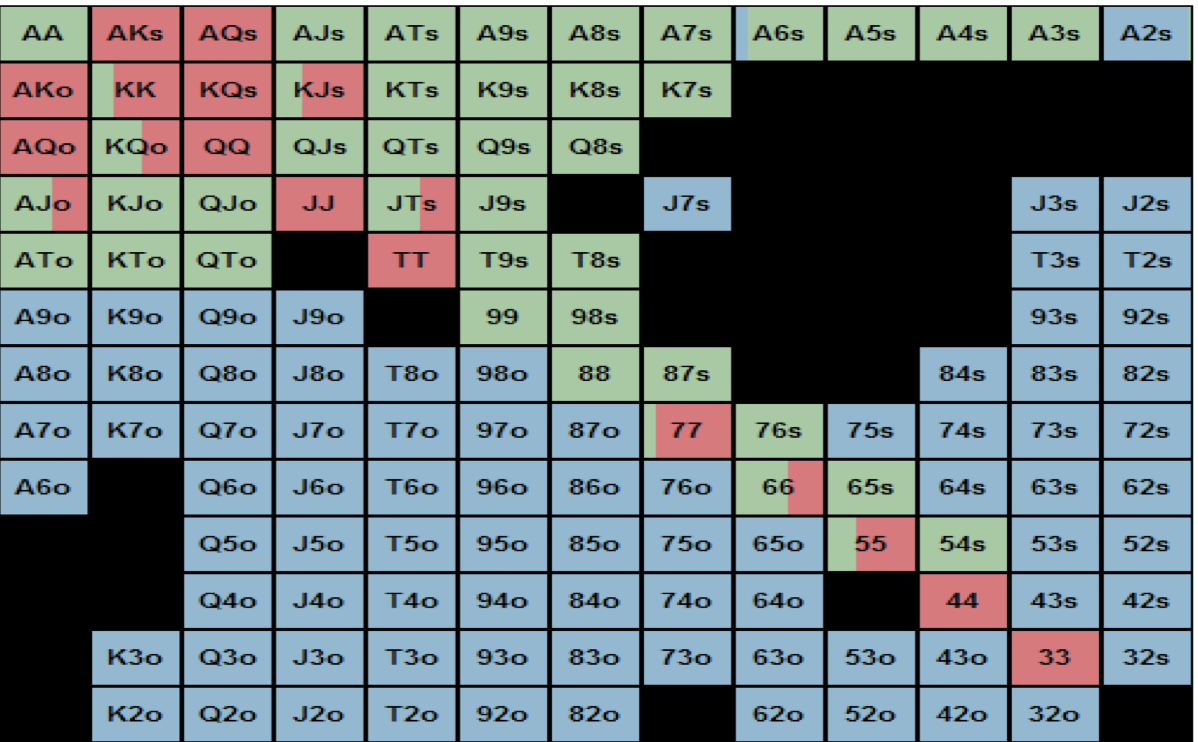 AA AKs AQs AJs ATs A9s A8s A7s A6s A5s A4s A3s A2s
AKo KK KQs KJs KTs K9s K8s K7s
AQo KQo QQ QJs QTs Q9s Q8s
AJo KJo QJo JJ JTs J9s J7s J3s J2s
ATo KTo QTo TT T9s T8s T3s T2s
A9o K9o Q9o J9o 99 98s 93s 92s
A8o K8o Q8o J8o T8o 98o 88 87s 84s 83s 82s
A7o K7o Q7o J7o T7o 97o 87o 77 76s 75s 74s 73s 72s
A6o Q6o J6o T6o 96o 86o 76o 66 65s 64s 63s 62s
Q5o J5o T5o 95o 85o 75o 65o 55 54s 53s 52s
Q4o J4o T4o 94o 84o 74o 64o 44 43s 42s
K3o Q3o J3o T3o 93o 83o 73o 63o 53o 43o 33 32s
K2o Q2o J2o T2o 92o 82o 62o 52o 42o 32o